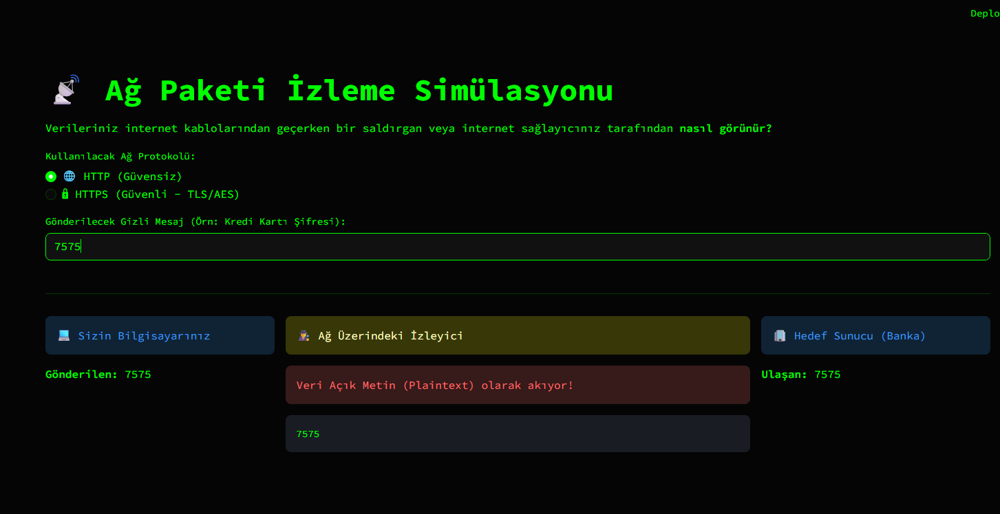 Deplo
Ağ Paketi İzleme Simülasyonu
Verileriniz internet kablolarından geçerken bir saldırgan veya internet sağlayıcınız tarafından nasıl görünür?
Kullanılacak Ağ Protokolü:
HTTP (Güvensiz)
HTTPS (Güvenli - TLS/AES)
Gönderilecek Gizli Mesaj (Örn: Kredi Kartı Şifresi):
7575
Sizin Bilgisayarınız
Ağ Üzerindeki İzleyici
Hedef Sunucu (Banka)
Gönderilen: 7575
Veri Açık Metin (Plaintext) olarak akıyor!
Ulaşan: 7575
7575